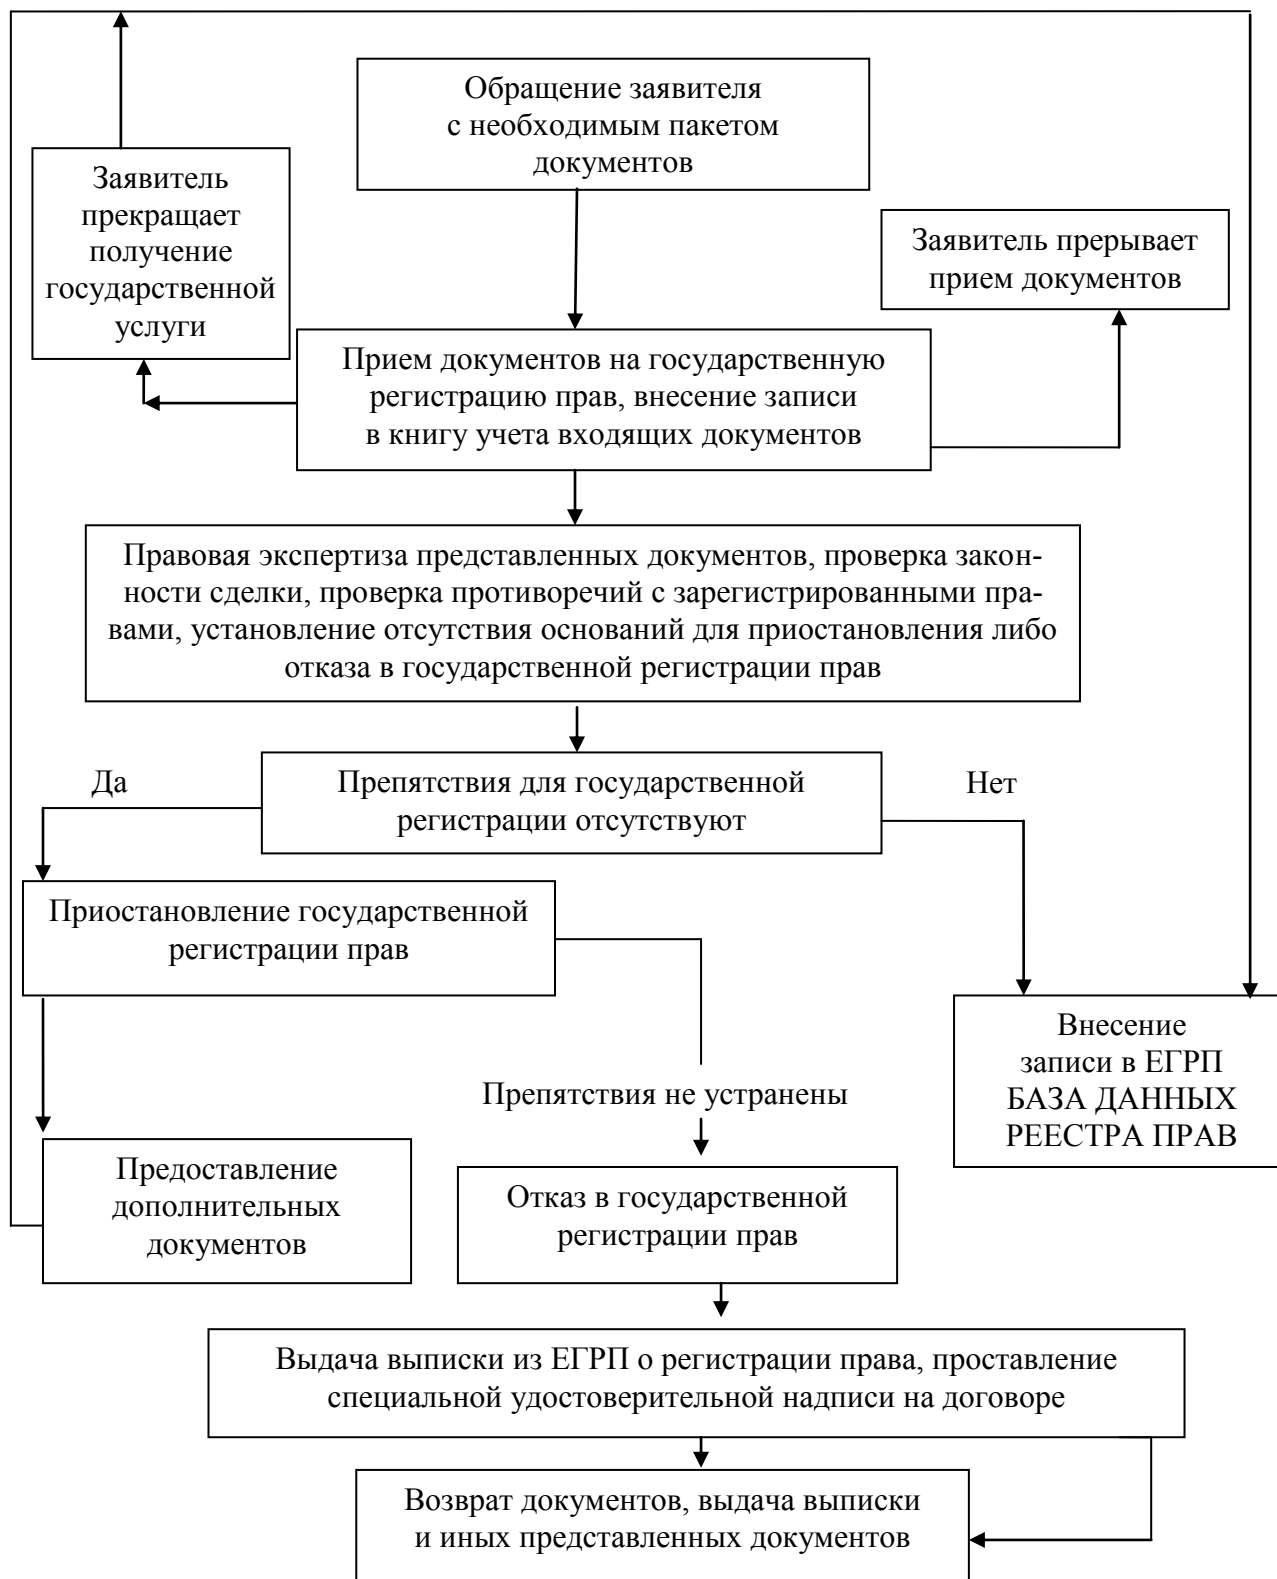 Обращение заявителя
с необходимым пакетом
документов
Заявитель
прекращает
получение
государственной
услуги
Заявитель прерывает
прием документов
Прием документов на государственную
регистрацию прав, внесение записи
в книгу учета входящих документов
Правовая экспертиза представленных документов, проверка закон-
ности сделки, проверка противоречий с зарегистрированными пра-
вами, установление отсутствия оснований для приостановления либо
отказа в государственной регистрации прав
Да
Препятствия для государственной
регистрации отсутствуют
Нет
Приостановление государственной
регистрации прав
Внесение
записи в ЕГРП
БАЗА ДАННЫХ
РЕЕСТРА ПРАВ
Препятствия не устранены
Предоставление
дополнительных
документов
Отказ в государственной
регистрации прав
Выдача выписки из ЕГРП о регистрации права, проставление
специальной удостоверительной надписи на договоре
Возврат документов, выдача выписки
и иных представленных документов